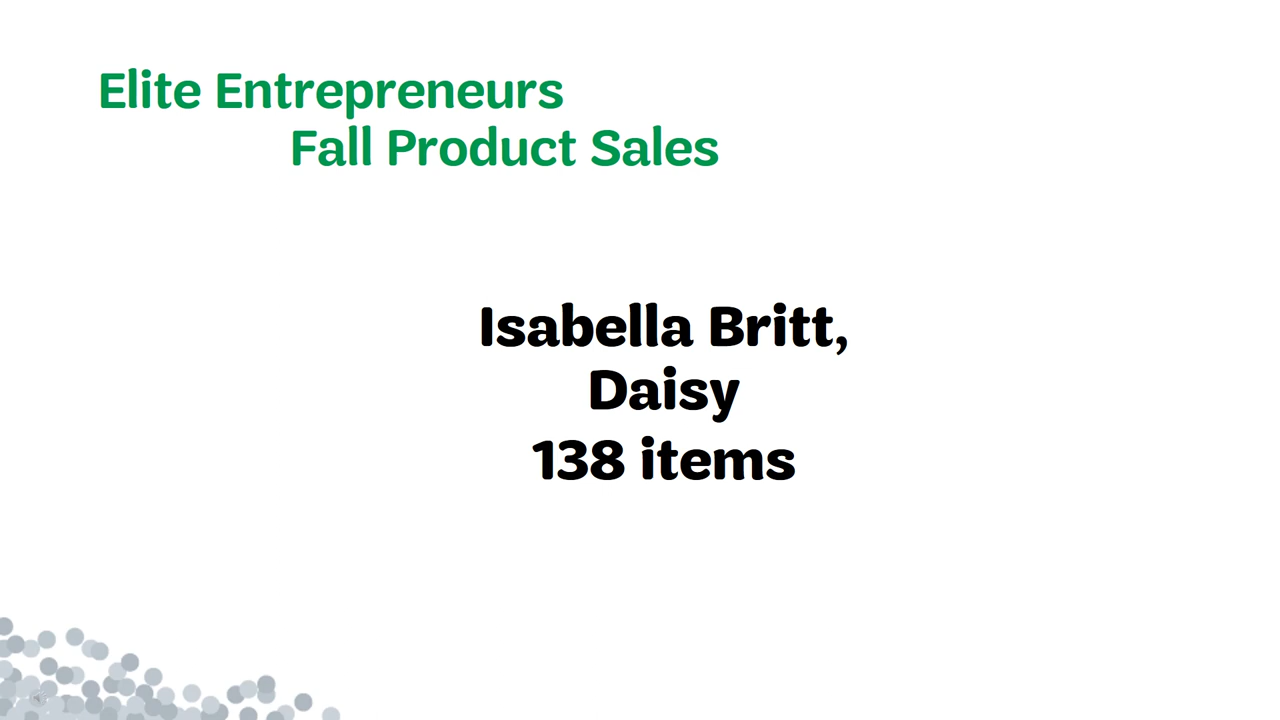 Elite Entrepreneurs
Fall Product Sales
Isabella Britt,
Daisy
138 items